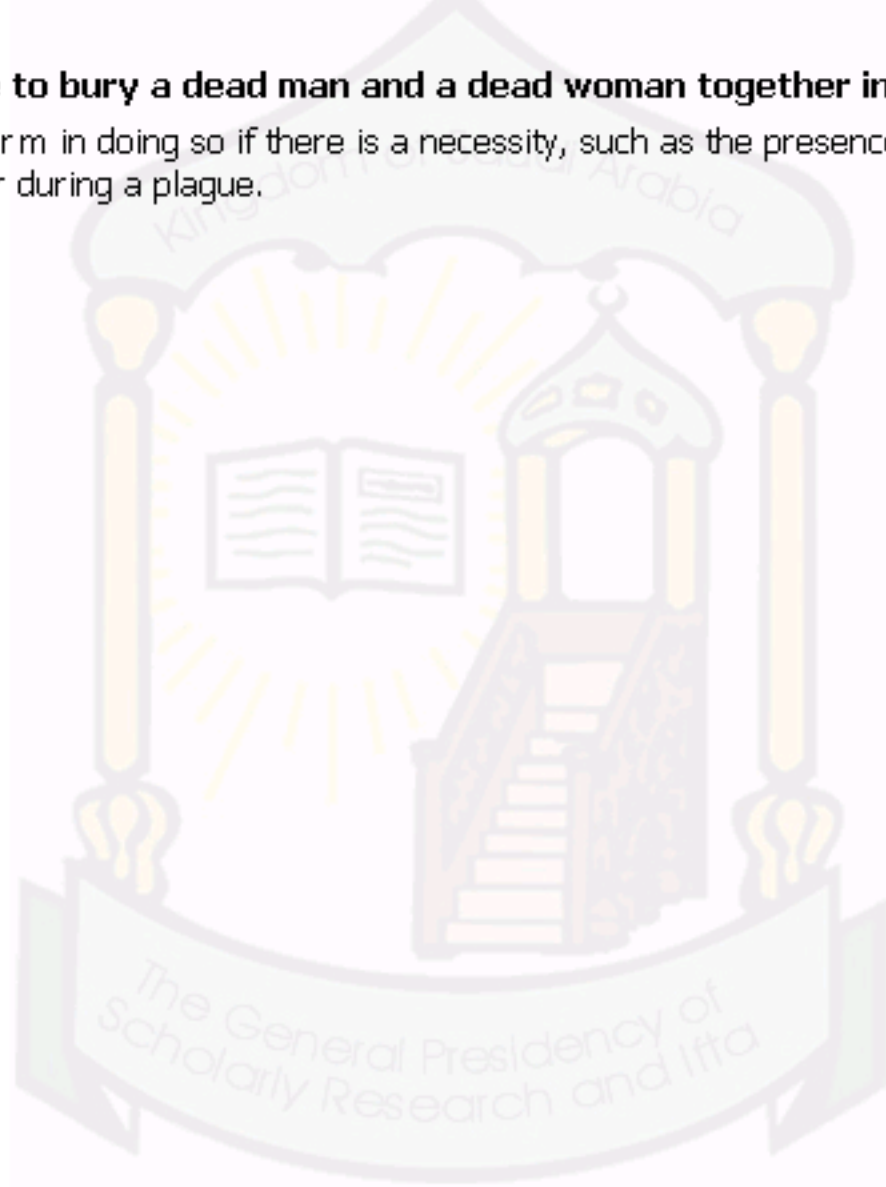 to bury a dead man and a dead woman together in
rm in doing so if there is a necessity, such as the presence
during a plague.
Kingdom of Saudi Arabia
The General Presidency of
Scholarly Research and Ifta